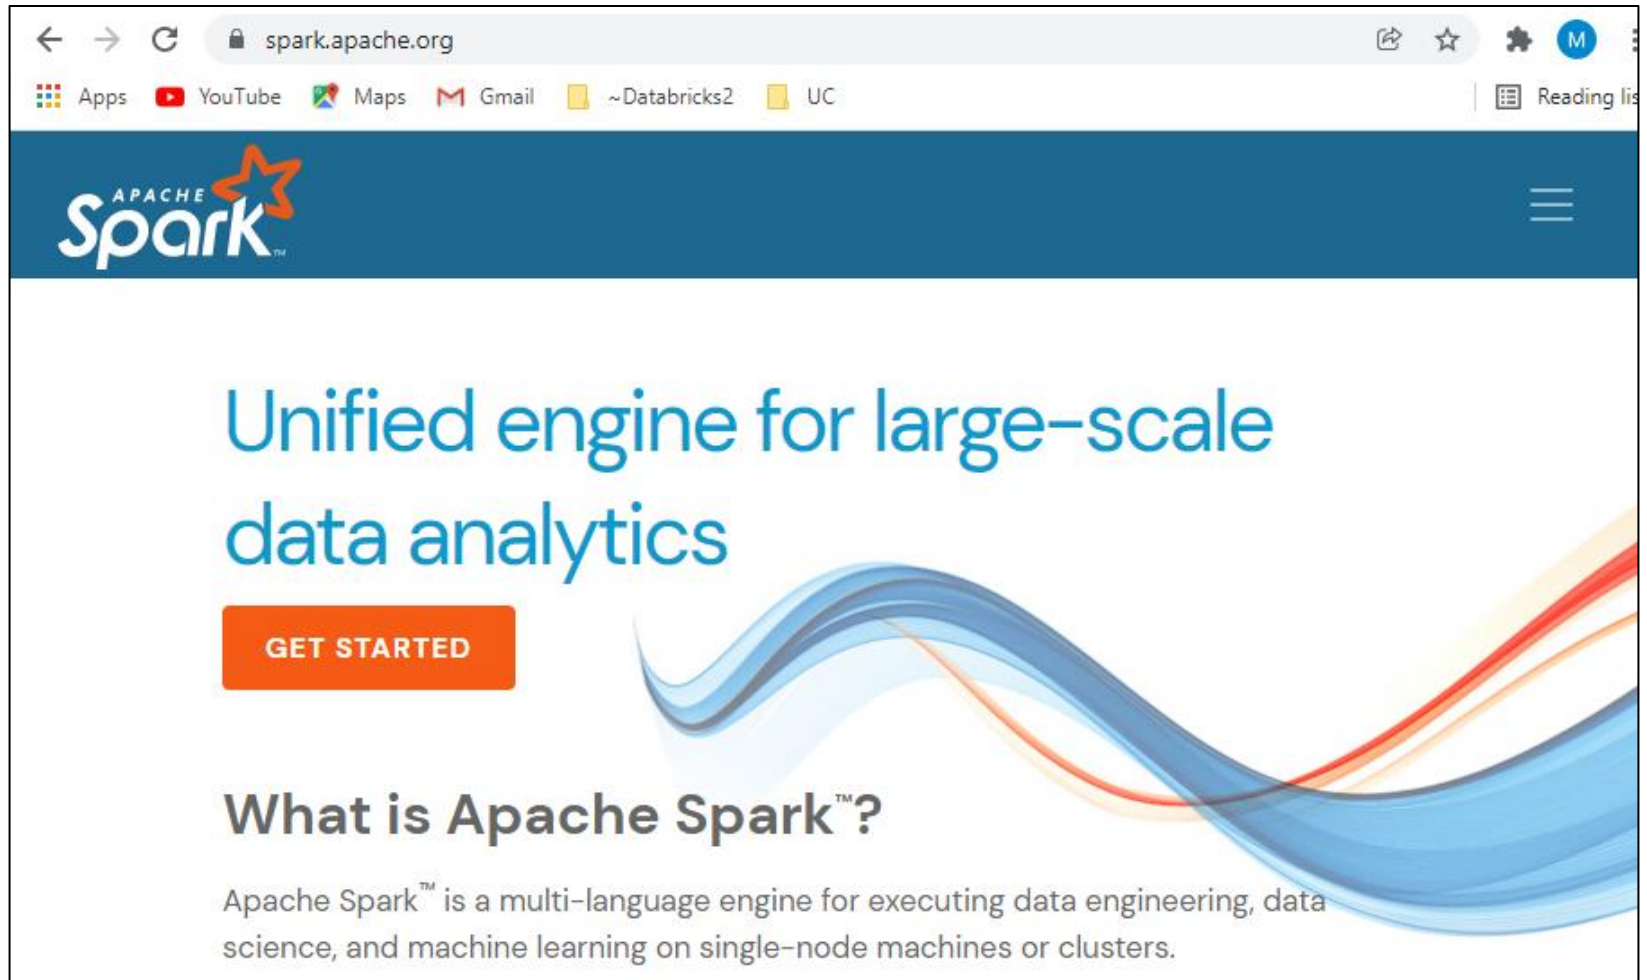 spark.apache.org
M
Apps YouTube Maps Gmail ~Databricks2 UC Reading lis
APACHE
Spark™
Unified engine for large-scale
data analytics
GET STARTED
What is Apache Spark™?
Apache Spark™ is a multi-language engine for executing data engineering, data
science, and machine learning on single-node machines or clusters.